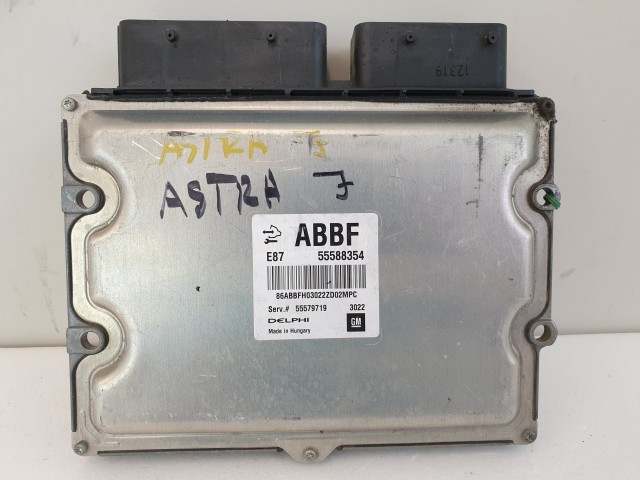 12319
ASTRA J
ASTRA J
ABBF
E87 55588354
86ABBFH03022ZD02MPC
Serv.# 55579719 3022
DELPHI GM
Made in Hungary